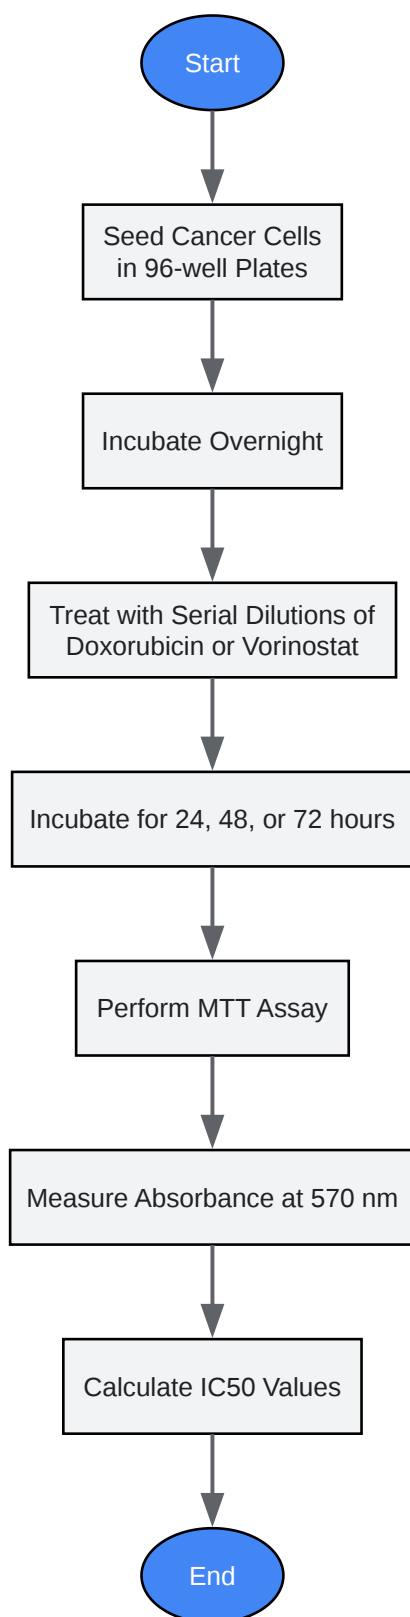 Start
Seed Cancer Cells
in 96-well Plates
Incubate Overnight
Treat with Serial Dilutions of
Doxorubicin or Vorinostat
Incubate for 24, 48, or 72 hours
Perform MTT Assay
Measure Absorbance at 570 nm
Calculate IC50 Values
End